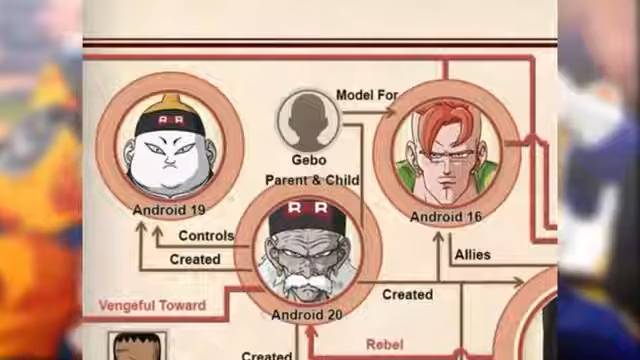 Model For
R R
Gebo
Parent & Child
R R
Android 19
Android 16
Controls
Created
Allies
Created
Vengeful Toward
Android 20
Rebel
Created